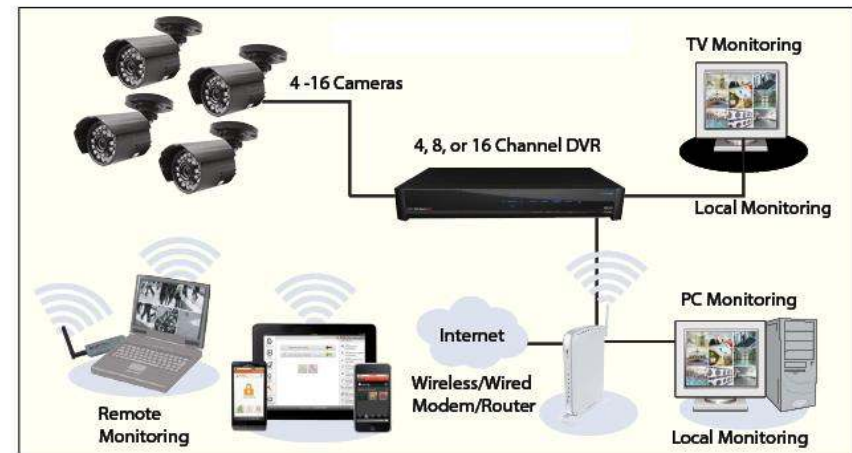 4 -16 Cameras
TV Monitoring
4, 8, or 16 Channel DVR
Local Monitoring
PC Monitoring
Internet
Wireless/Wired
Modem/Router
Remote
Monitoring
Local Monitoring